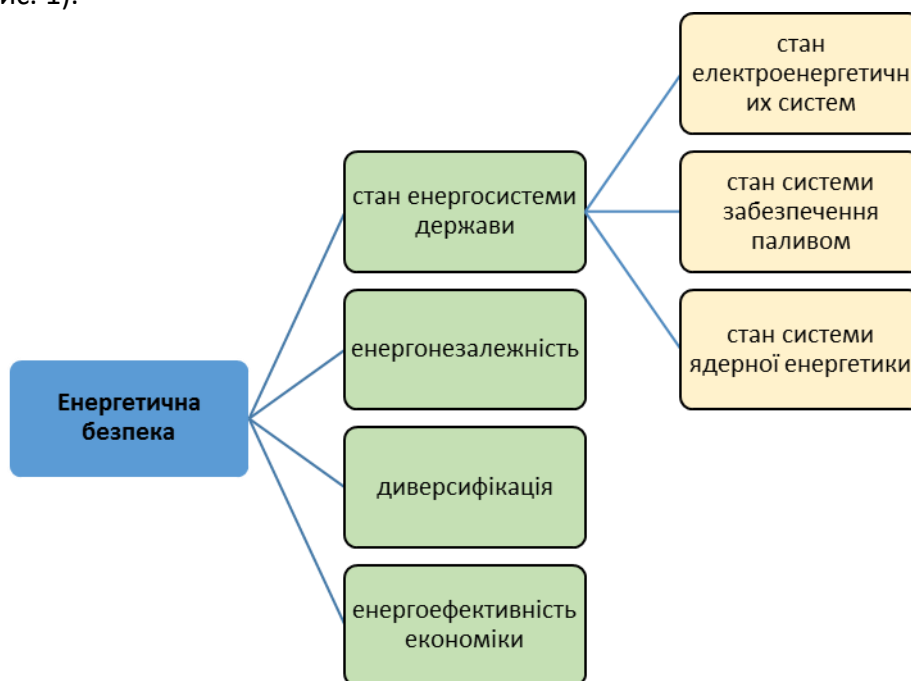 ис. 1).
стан
електроенергетичн
их систем
стан енергосистеми
держави
стан системи
забезпечення
паливом
стан системи
ядерної енергетики
енергонезалежність
Енергетична
безпека
диверсифікація
енергоефективність
економіки